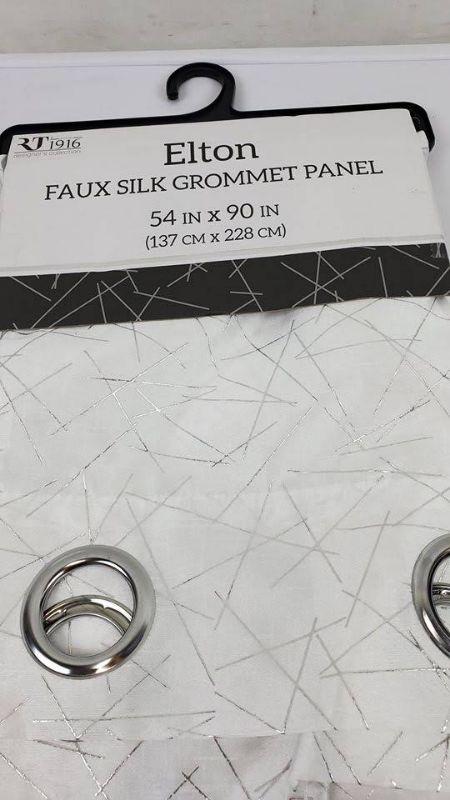 RT
1916
designer's collection
Elton
FAUX SILK GROMMET PANEL
54 IN X 90 IN
(137 CM X 228 CM)